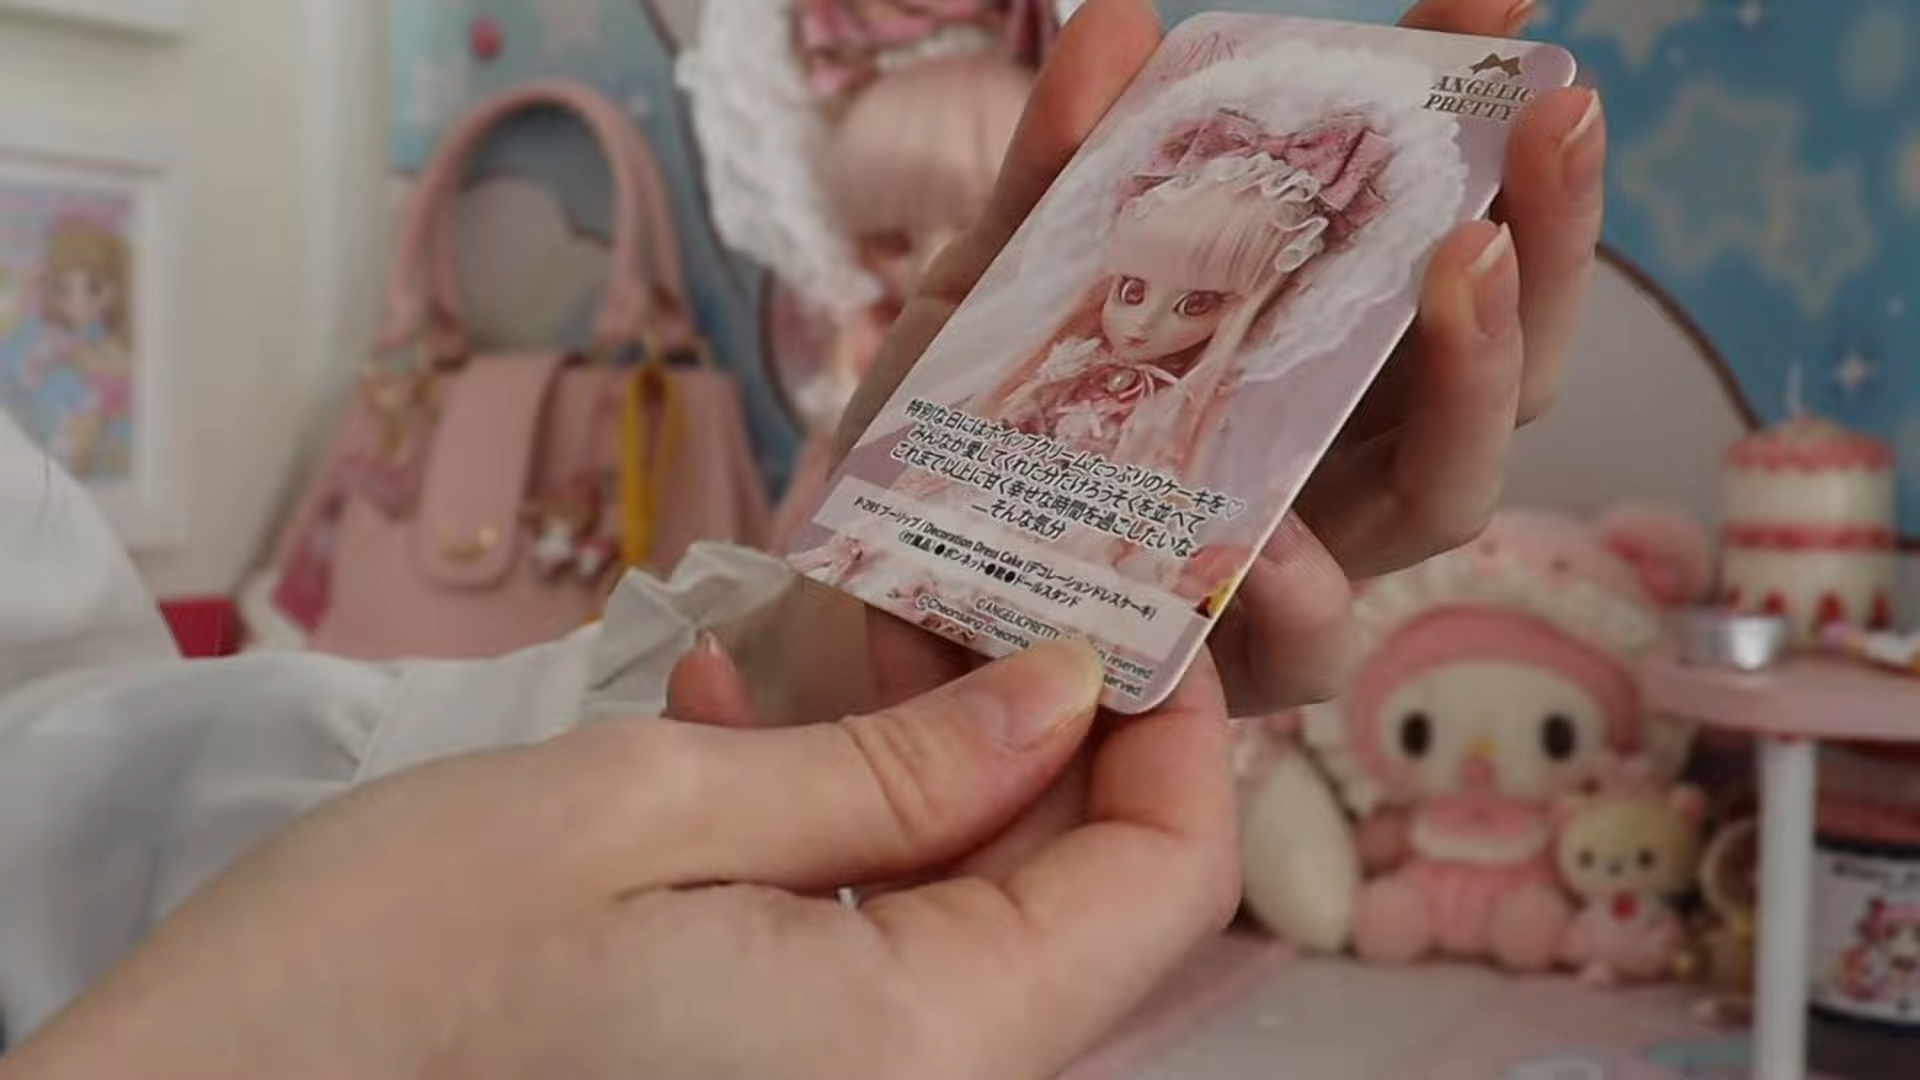 ANGELIC
PRETTY
特別な日にはホイップクリームたっぷりのケーキを♡
みんなが愛してくれた分だけろうそくを並べて
これまで以上に甘く幸せな時間を過ごしたいな
―そんな気分
P-295 プーリップ / Decoration Dress Cake (デコレーションドレスケーキ)
(付属品)●ボンネット●靴●ドールスタンド
©ANGELICPRETTY reserved
©Cheonsang cheonha served.